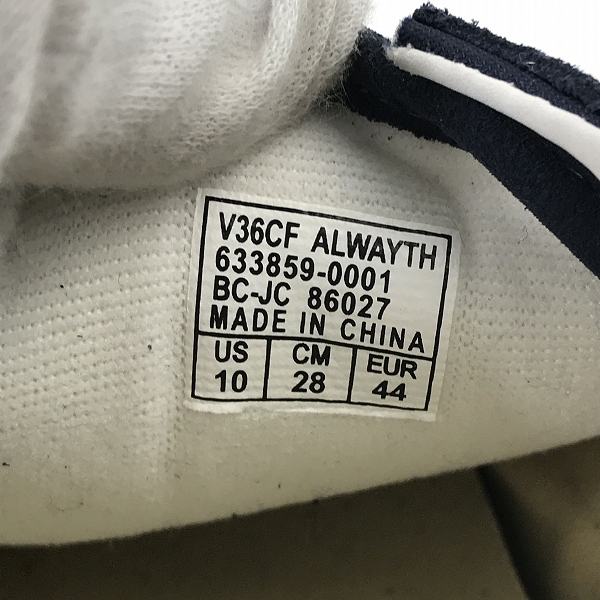 V36CF ALWAYTH
633859-0001
BC-JC 86027
MADE IN CHINA
US CM EUR
10 28 44